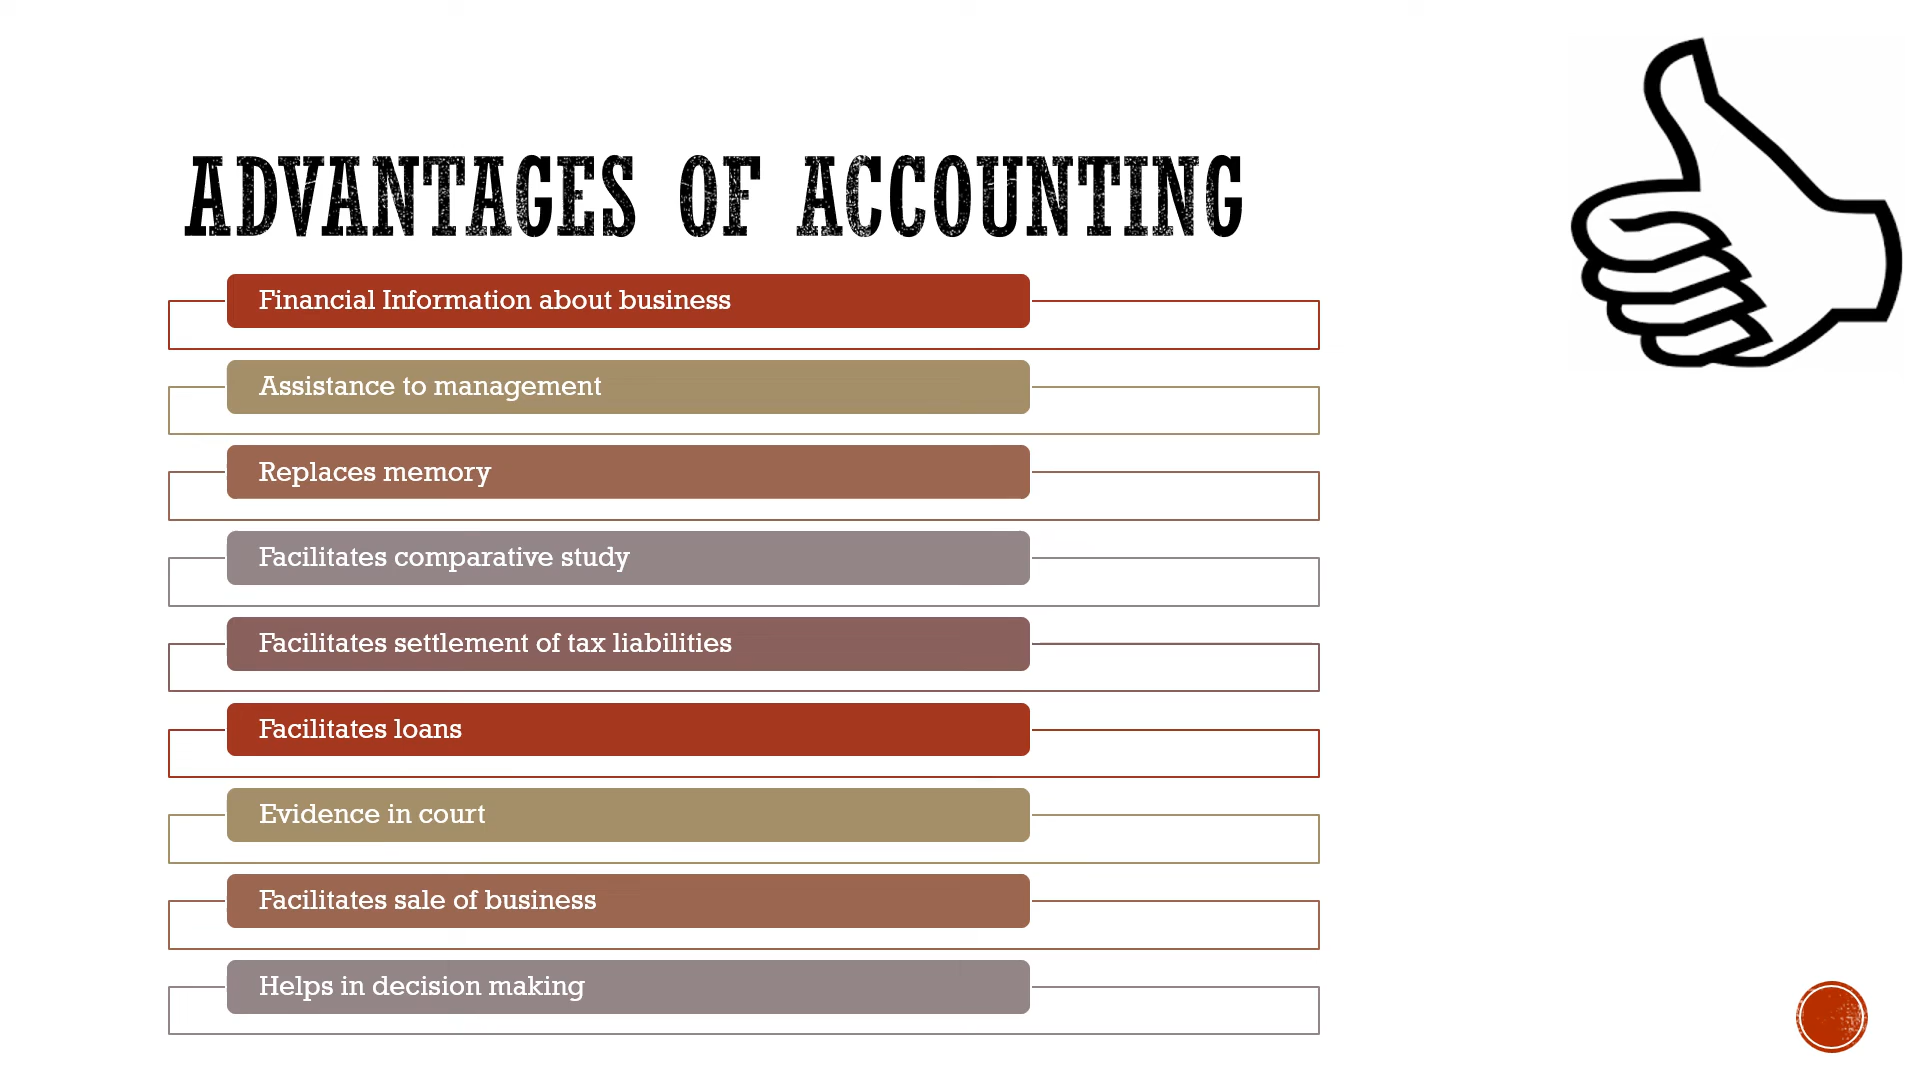 ADVANTAGES OF ACCOUNTING
Financial Information about business
Assistance to management
Replaces memory
Facilitates comparative study
Facilitates settlement of tax liabilities
Facilitates loans
Evidence in court
Facilitates sale of business
Helps in decision making